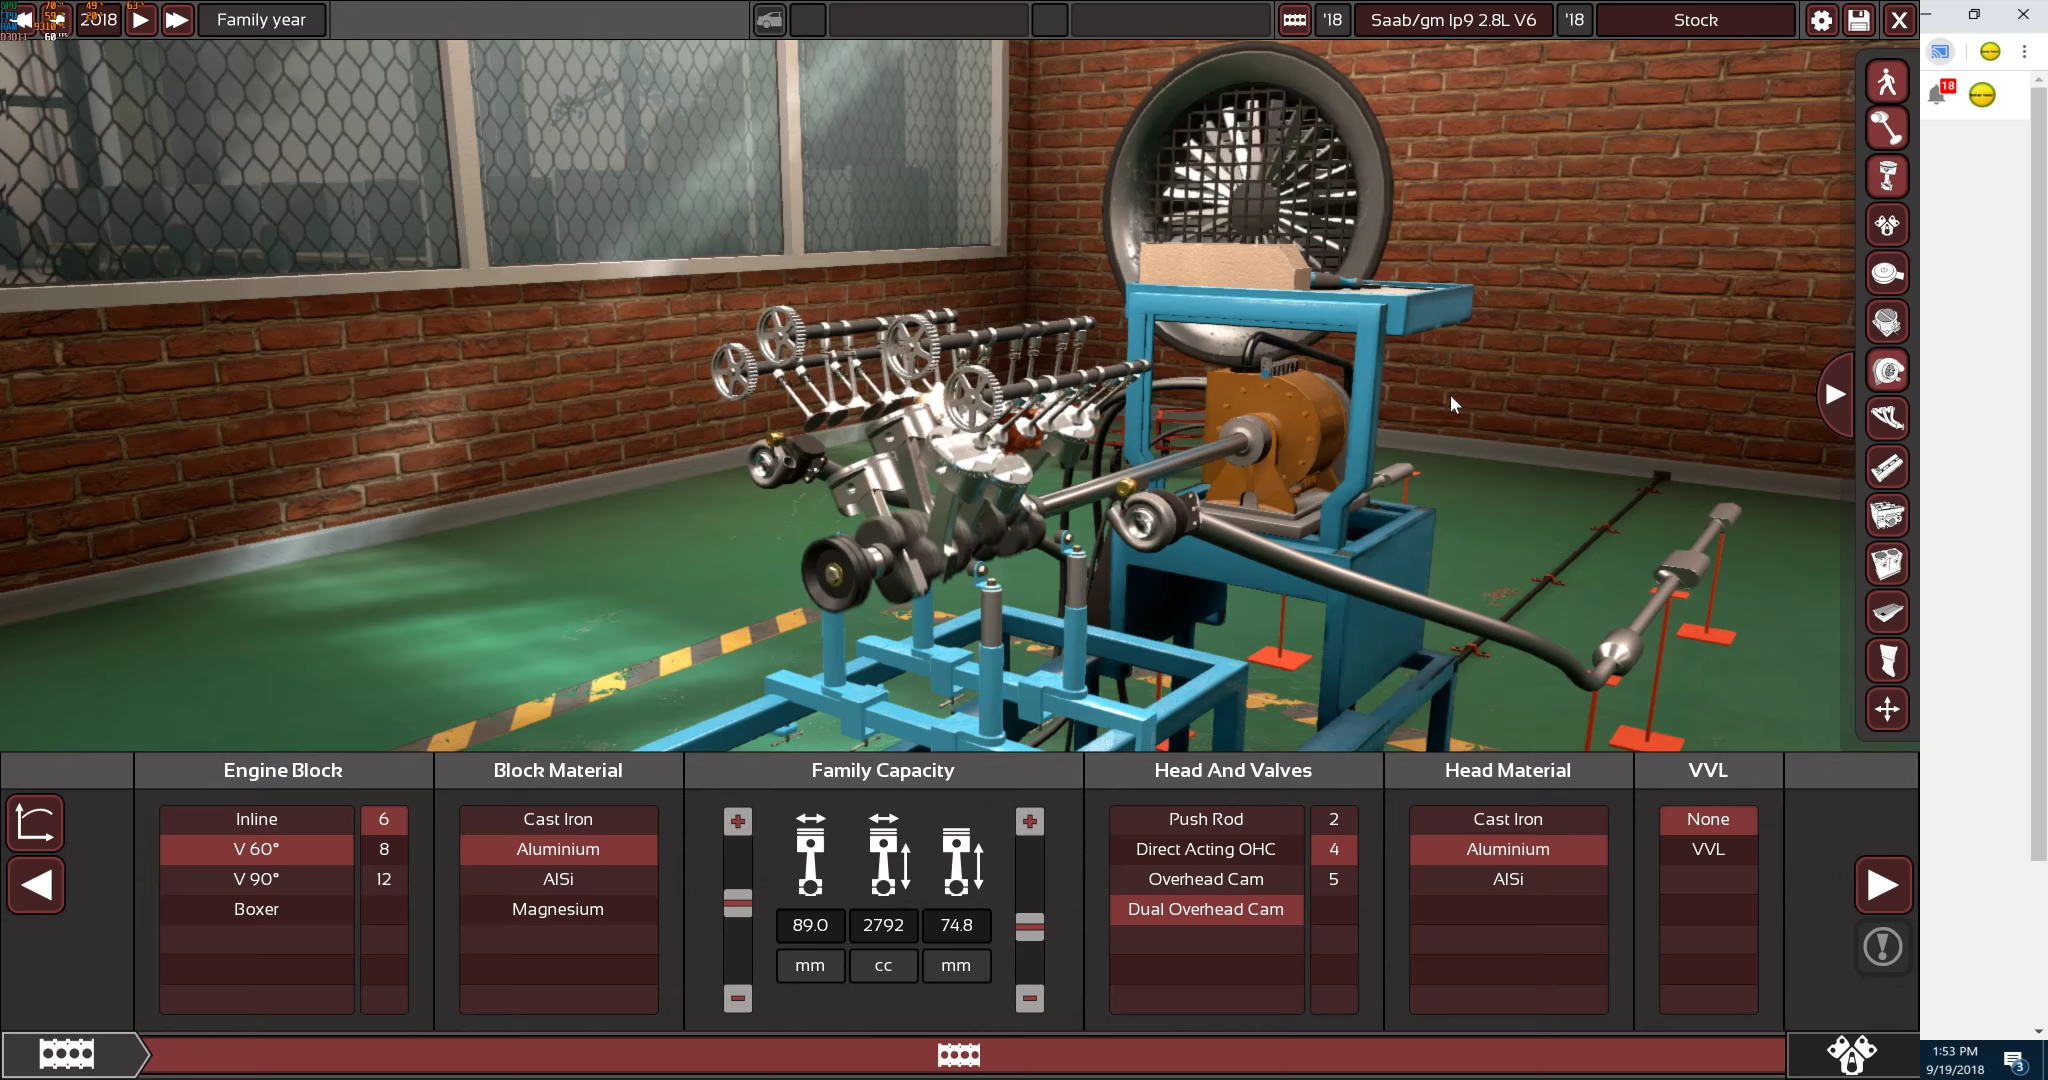 2018
Family year
'18
Saab/gm lp9 2.8L V6
'18
Stock
18
Engine Block
Inline
V 60°
V 90°
Boxer
6
8
12
Block Material
Cast Iron
Aluminium
AlSi
Magnesium
Family Capacity
89.0
2792
74.8
mm
cc
mm
Head And Valves
Push Rod
Direct Acting OHC
Overhead Cam
Dual Overhead Cam
2
4
5
Head Material
Cast Iron
Aluminium
AlSi
VVL
None
VVL
1:53 PM
9/19/2018
3